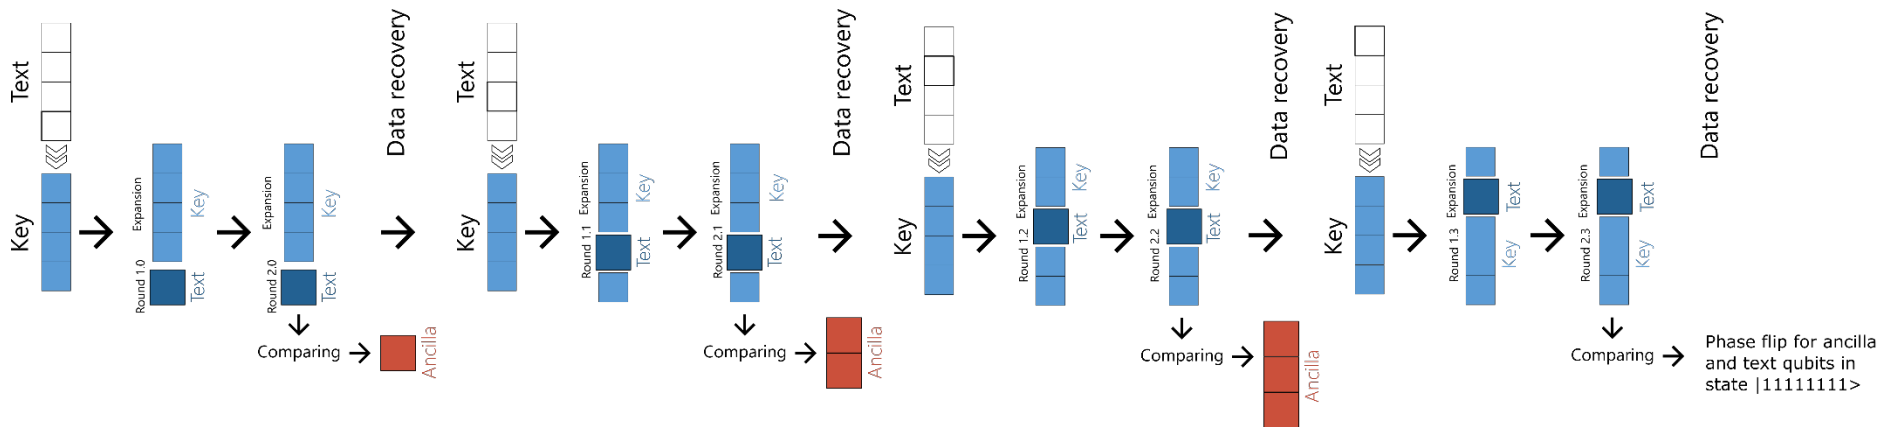 Text
Key
Round 1.0
Expansion
Text
Key
Round 2.0
Expansion
Text
Key
Comparing
Ancilla
Data recovery
Text
Key
Round 1.1
Expansion
Text
Key
Round 2.1
Expansion
Text
Key
Comparing
Ancilla
Data recovery
Text
Key
Round 1.2
Expansion
Text
Key
Round 2.2
Expansion
Text
Key
Comparing
Ancilla
Data recovery
Text
Key
Round 1.3
Expansion
Key
Text
Round 2.3
Expansion
Key
Text
Comparing
Data recovery
Phase flip for ancilla
and text qubits in
state |11111111>